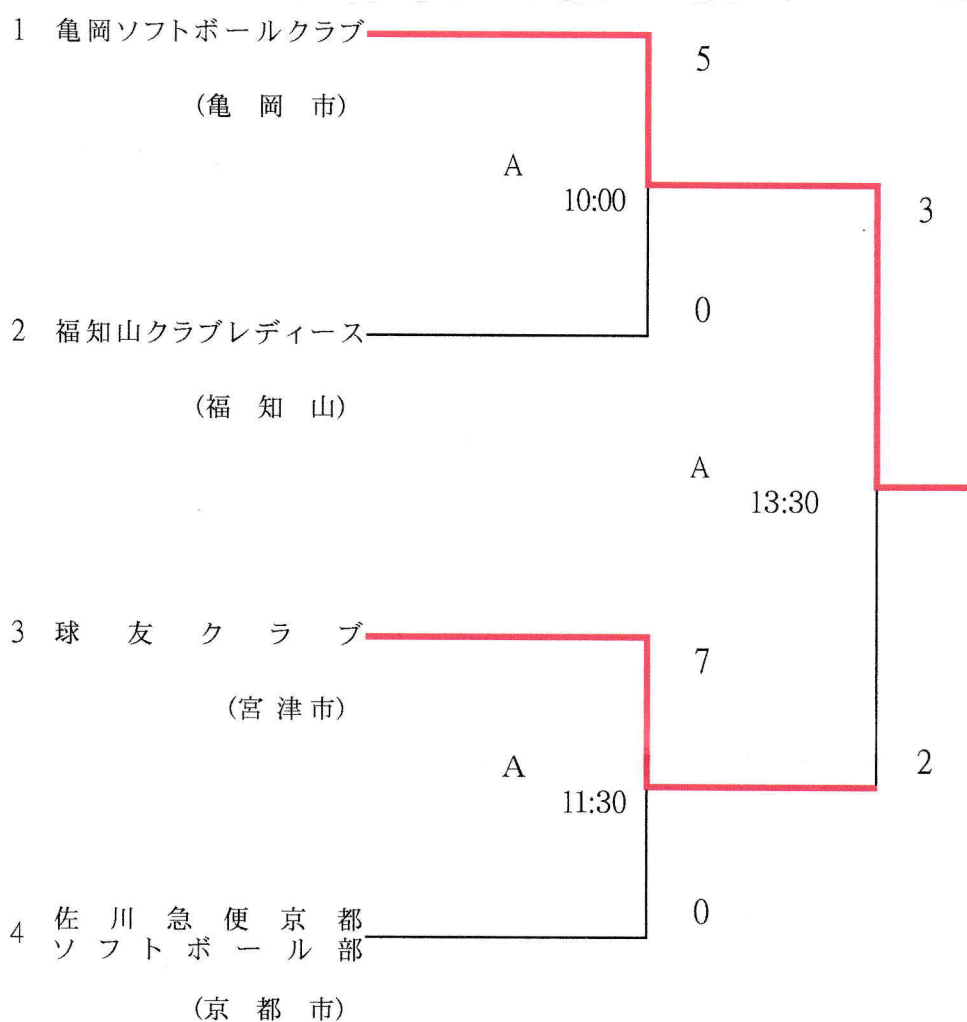 1 亀岡ソフトボールクラブ
5
(亀岡市)
A
10:00
3
0
2 福知山クラブレディース
(福知山)
A
13:30
3 球友クラブ
7
(宮津市)
A
11:30
2
0
4 佐川急便京都
ソフトボール部
(京都市)